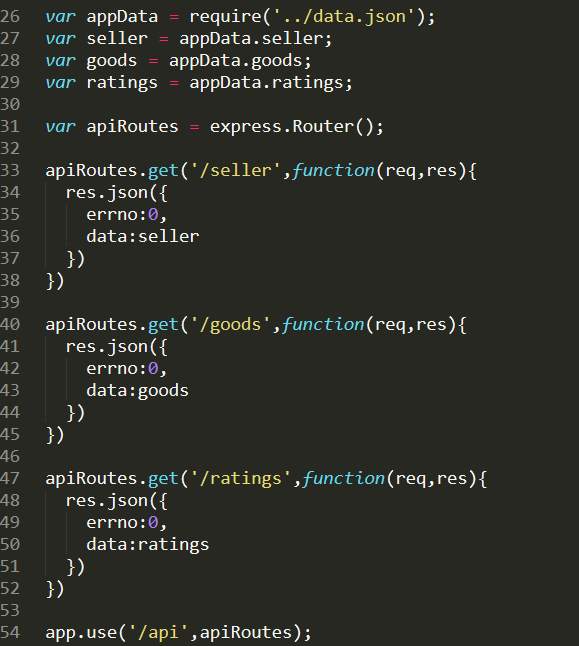 26 var appData = require('../data.json');
27 var seller = appData.seller;
28 var goods = appData.goods;
29 var ratings = appData.ratings;
30
31 var apiRoutes = express.Router();
32
33 apiRoutes.get('/seller',function(req,res){
34   res.json({
35     errno:0,
36     data:seller
37   })
38 })
39
40 apiRoutes.get('/goods',function(req,res){
41   res.json({
42     errno:0,
43     data:goods
44   })
45 })
46
47 apiRoutes.get('/ratings',function(req,res){
48   res.json({
49     errno:0,
50     data:ratings
51   })
52 })
53
54 app.use('/api',apiRoutes);